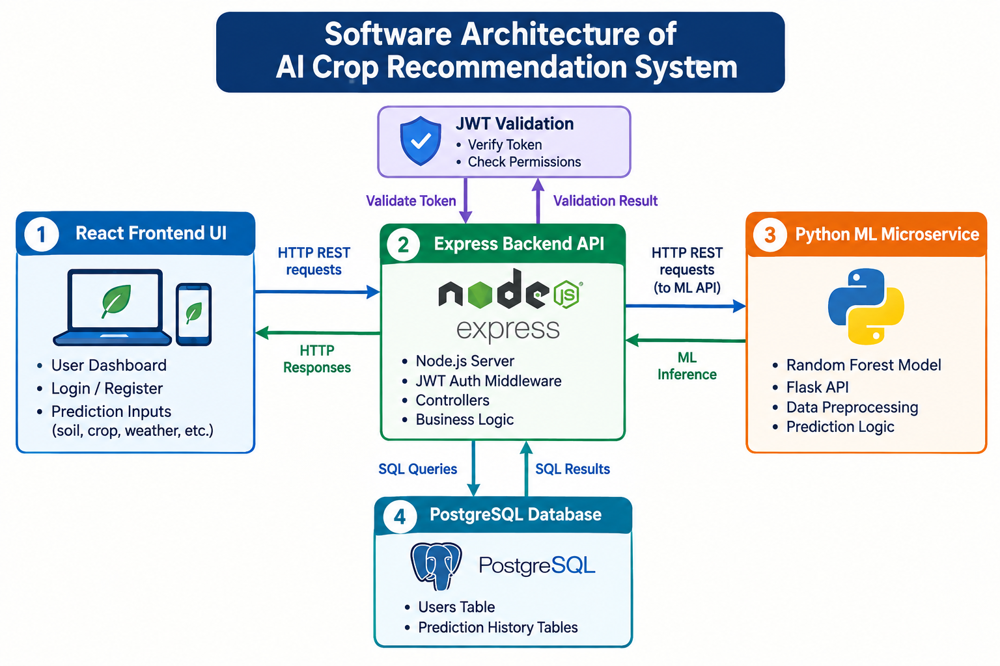 Software Architecture of
AI Crop Recommendation System
JWT Validation
• Verify Token
• Check Permissions
Validate Token
Validation Result
1
React Frontend UI
• User Dashboard
• Login / Register
• Prediction Inputs
(soil, crop, weather, etc.)
HTTP REST
requests
HTTP
Responses
2
Express Backend API
node
JS
express
• Node.js Server
• JWT Auth Middleware
• Controllers
• Business Logic
HTTP REST
requests
(to ML API)
ML
Inference
3
Python ML Microservice
• Random Forest Model
• Flask API
• Data Preprocessing
• Prediction Logic
SQL Queries
SQL Results
4
PostgreSQL Database
PostgreSQL
• Users Table
• Prediction History Tables